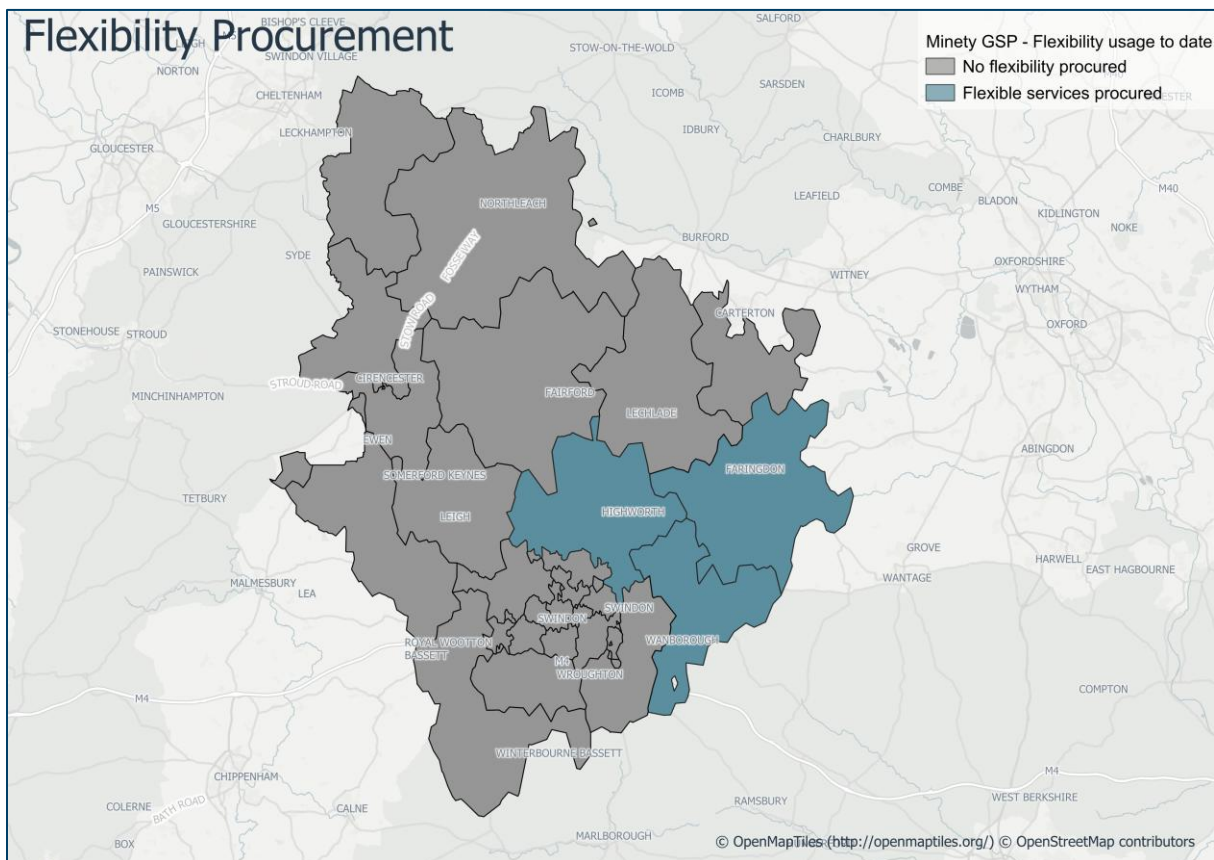 Flexibility Procurement
Minety GSP - Flexibility usage to date
No flexibility procured
Flexible services procured
BISHOP'S CLEEVE
SALFORD
SWINDON VILLAGE
STOW-ON-THE-WOLD
NORTON
M5
CHELTENHAM
ICOMB
SARSDEN
LECKHAMPTON
IDBURY
CHARLBURY
GLOUCESTER
NORTHLEACH
LEAFIELD
COMBE
BLADON
M40
M5
KIDLINGTON
GLOUCESTERSHIRE
NOKE
BURFORD
SYDE
FOSSEWAY
OXFORDSHIRE
PAINSWICK
WITNEY
WYTHAM
STOW ROAD
CARTERTON
STONEHOUSE
STROUD
OXFORD
STROUD ROAD
CIRENCESTER
MINCHINHAMPTON
FAIRFORD
LECHLADE
EWEN
ABINGDON
SOMERFORD KEYNES
FARINGDON
TETBURY
LEIGH
HIGHWORTH
GROVE
HARWELL
EAST HAGBOURNE
MALMESBURY
WANTAGE
LEA
SWINDON
SWINDON
ROYAL WOOTTON
BASSETT
WANBOROUGH
M4
WROUGHTON
M4
COMPTON
WINTERBOURNE BASSETT
M4
CHIPPENHAM
WEST BERKSHIRE
COLERNE
BATH ROAD
CALNE
RAMSBURY
MARLBOROUGH
BOX
© OpenMapTiles (http://openmaptiles.org/) © OpenStreetMap contributors